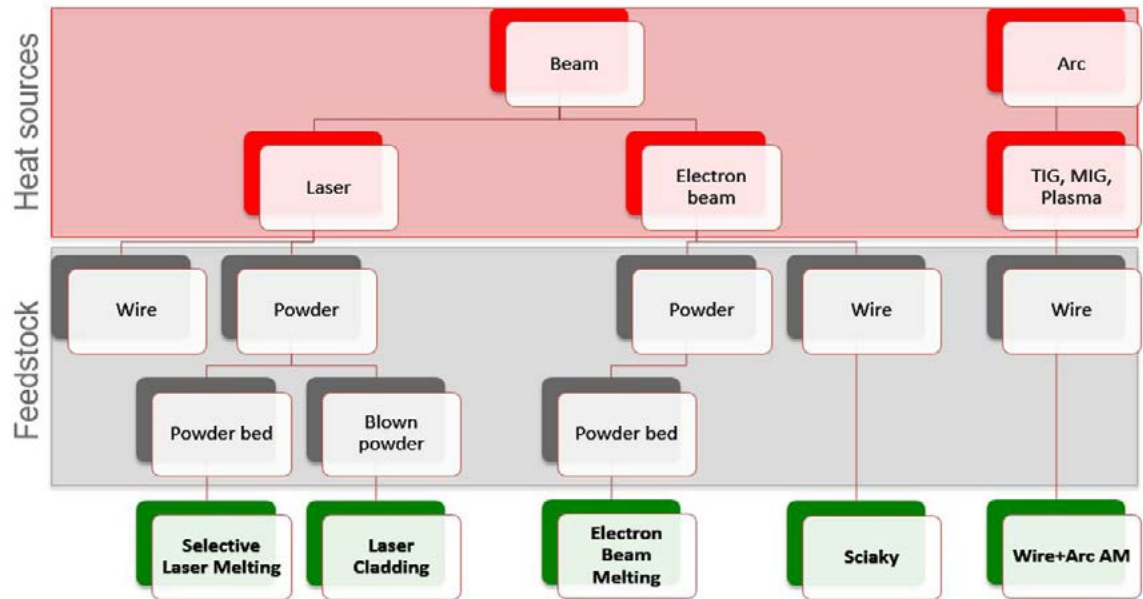 Heat sources
Beam
Arc
Laser
Electron
beam
TIG, MIG,
Plasma
Feedstock
Wire
Powder
Powder
Wire
Wire
Powder bed
Blown
powder
Powder bed
Selective
Laser Melting
Laser
Cladding
Electron
Beam
Melting
Sciaky
Wire+Arc AM